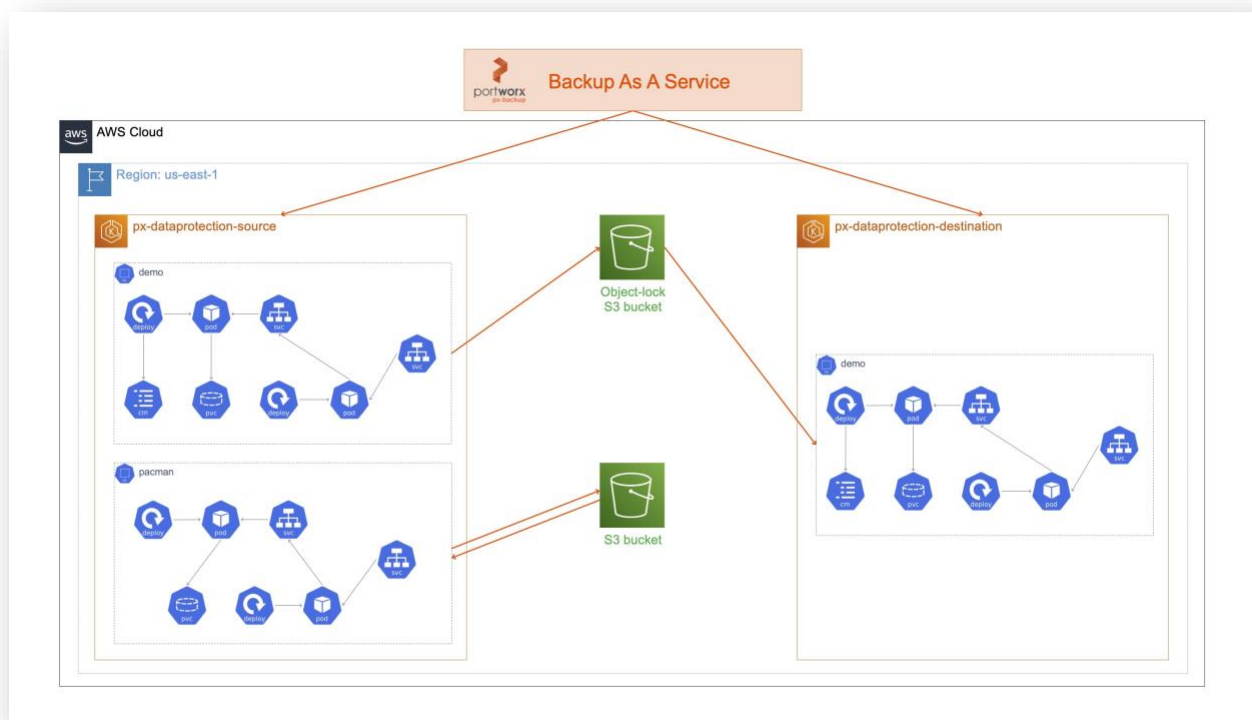 portworx
px-backup
Backup As A Service
aws
AWS Cloud
Region: us-east-1
K
px-dataprotection-source
demo
deploy
pod
svc
svc
cm
pvc
deploy
pod
pacman
deploy
pod
svc
svc
pvc
deploy
pod
Object-lock
S3 bucket
S3 bucket
K
px-dataprotection-destination
demo
deploy
pod
svc
svc
cm
pvc
deploy
pod